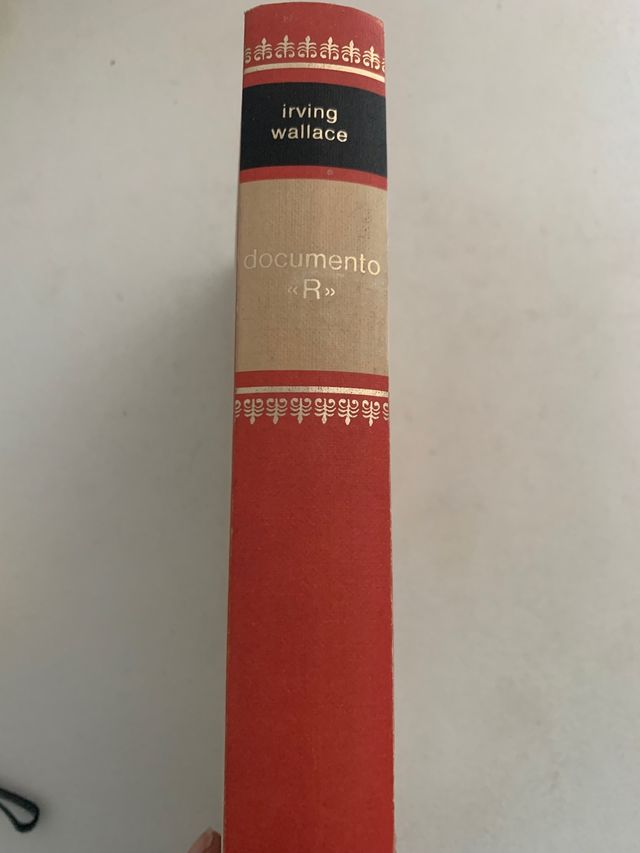 irving
wallace
documento
«R»